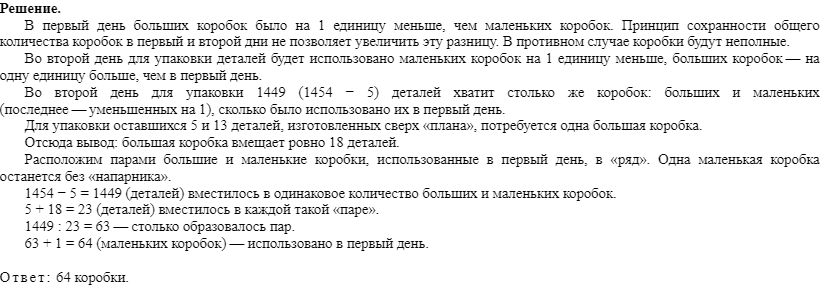 Решение.
В первый день больших коробок было на 1 единицу меньше, чем маленьких коробок. Принцип сохранности общего
количества коробок в первый и второй дни не позволяет увеличить эту разницу. В противном случае коробки будут неполные.
Во второй день для упаковки деталей будет использовано маленьких коробок на 1 единицу меньше, больших коробок — на
одну единицу больше, чем в первый день.
Во второй день для упаковки 1449 (1454 − 5) деталей хватит столько же коробок: больших и маленьких
(последнее — уменьшенных на 1), сколько было использовано их в первый день.
Для упаковки оставшихся 5 и 13 деталей, изготовленных сверх «плана», потребуется одна большая коробка.
Отсюда вывод: большая коробка вмещает ровно 18 деталей.
Расположим парами большие и маленькие коробки, использованные в первый день, в «ряд». Одна маленькая коробка
останется без «напарника».
1454 − 5 = 1449 (деталей) вместилось в одинаковое количество больших и маленьких коробок.
5 + 18 = 23 (деталей) вместилось в каждой такой «паре».
1449 : 23 = 63 — столько образовалось пар.
63 + 1 = 64 (маленьких коробок) — использовано в первый день.
Ответ: 64 коробки.